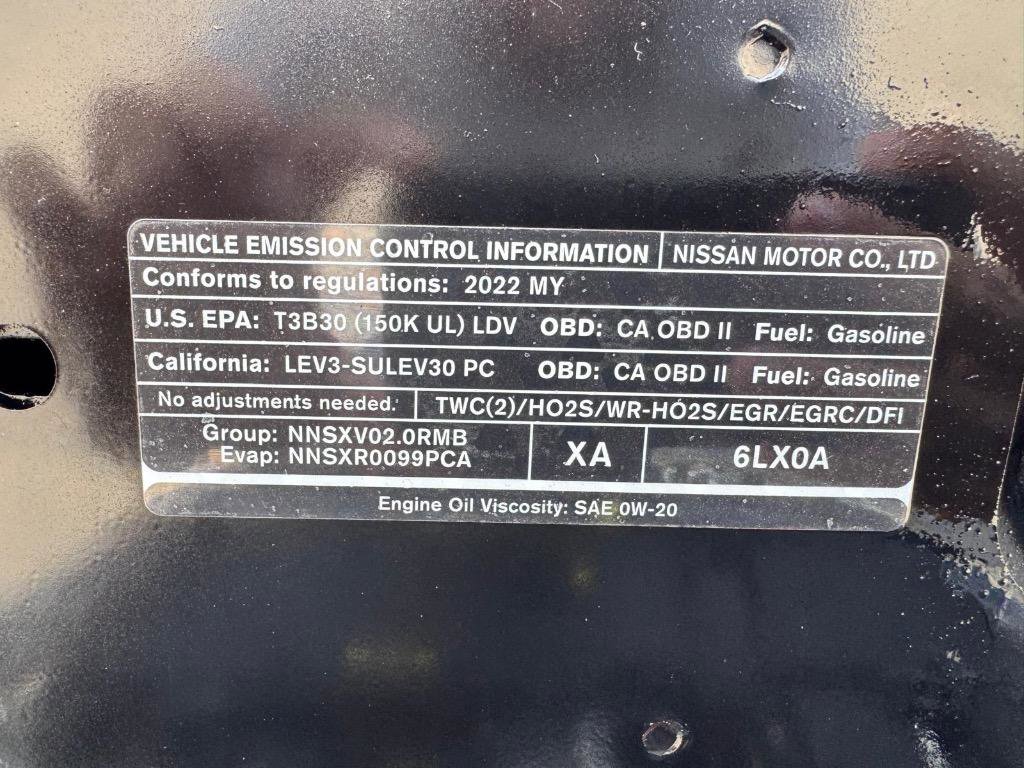 VEHICLE EMISSION CONTROL INFORMATION NISSAN MOTOR CO., LTD
Conforms to regulations: 2022 MY
U.S. EPA: T3B30 (150K UL) LDV OBD: CA OBD II Fuel: Gasoline
California: LEV3-SULEV30 PC OBD: CA OBD II Fuel: Gasoline
No adjustments needed. TWC(2)/HO2S/WR-HO2S/EGR/EGRC/DFI
Group: NNSXV02.0RMB
Evap: NNSXR0099PCA
XA
6LX0A
Engine Oil Viscosity: SAE 0W-20